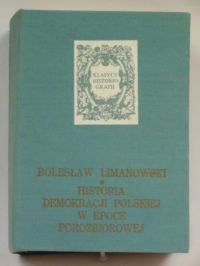 KLASYCY
HISTORIO
GRAFII
BOLESŁAW LIMANOWSKI
*
HISTORIA
DEMOKRACJI POLSKIEJ
W EPOCE
POROZBIOROWEJ